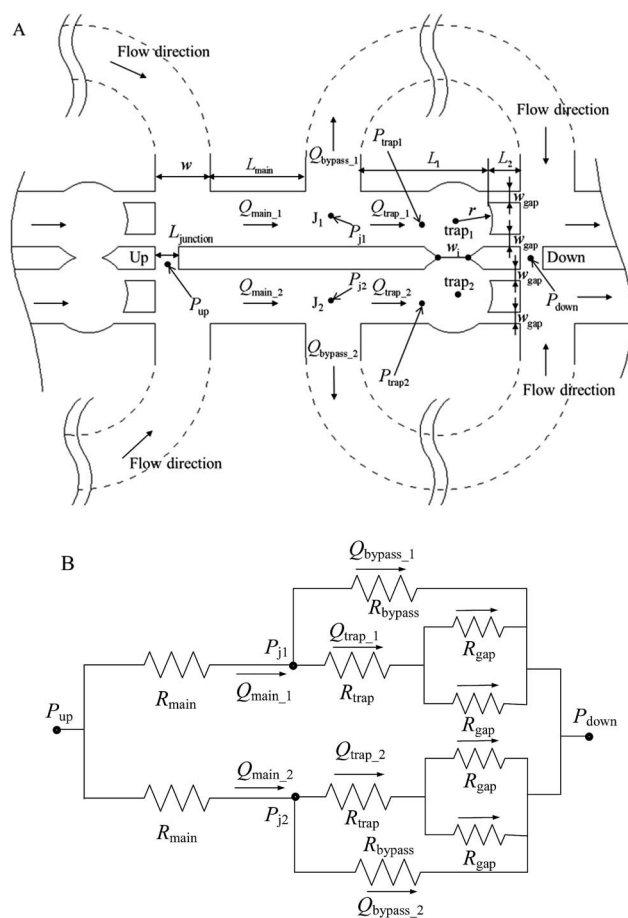 A
Flow direction
Flow direction
w
L_main
Q_bypass_1
P_trap1
L_1
L_2
w_gap
L_junction
Q_main_1
J_1
Q_trap_1
r
trap_1
P_j1
w_gap
Up
w_i
Down
P_up
Q_main_2
J_2
P_j2
Q_trap_2
trap_2
w_gap
P_down
w_gap
Q_bypass_2
P_trap2
Flow direction
Flow direction
B
Q_bypass_1
R_bypass
P_j1
Q_trap_1
R_gap
R_main
Q_main_1
R_trap
R_gap
P_up
P_down
Q_main_2
Q_trap_2
R_gap
R_main
P_j2
R_trap
R_gap
R_bypass
Q_bypass_2